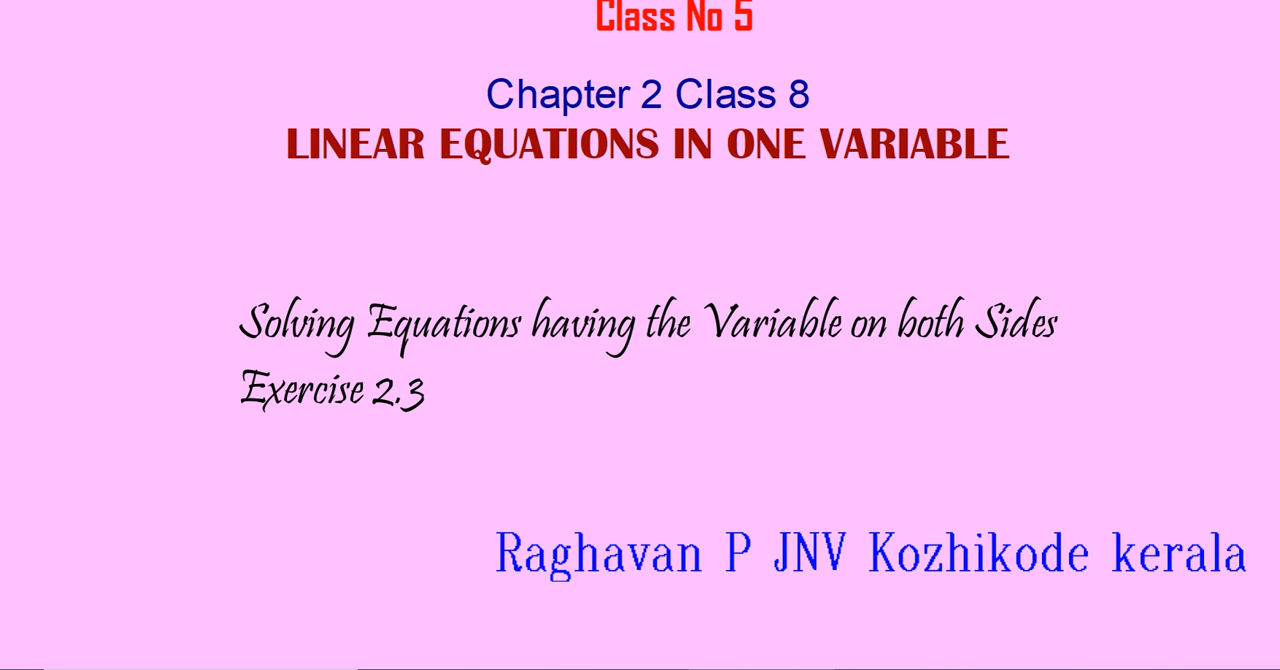 Class No 5
Chapter 2 Class 8
LINEAR EQUATIONS IN ONE VARIABLE
Solving Equations having the Variable on both Sides
Exercise 2.3
Raghavan P JNV Kozhikode kerala